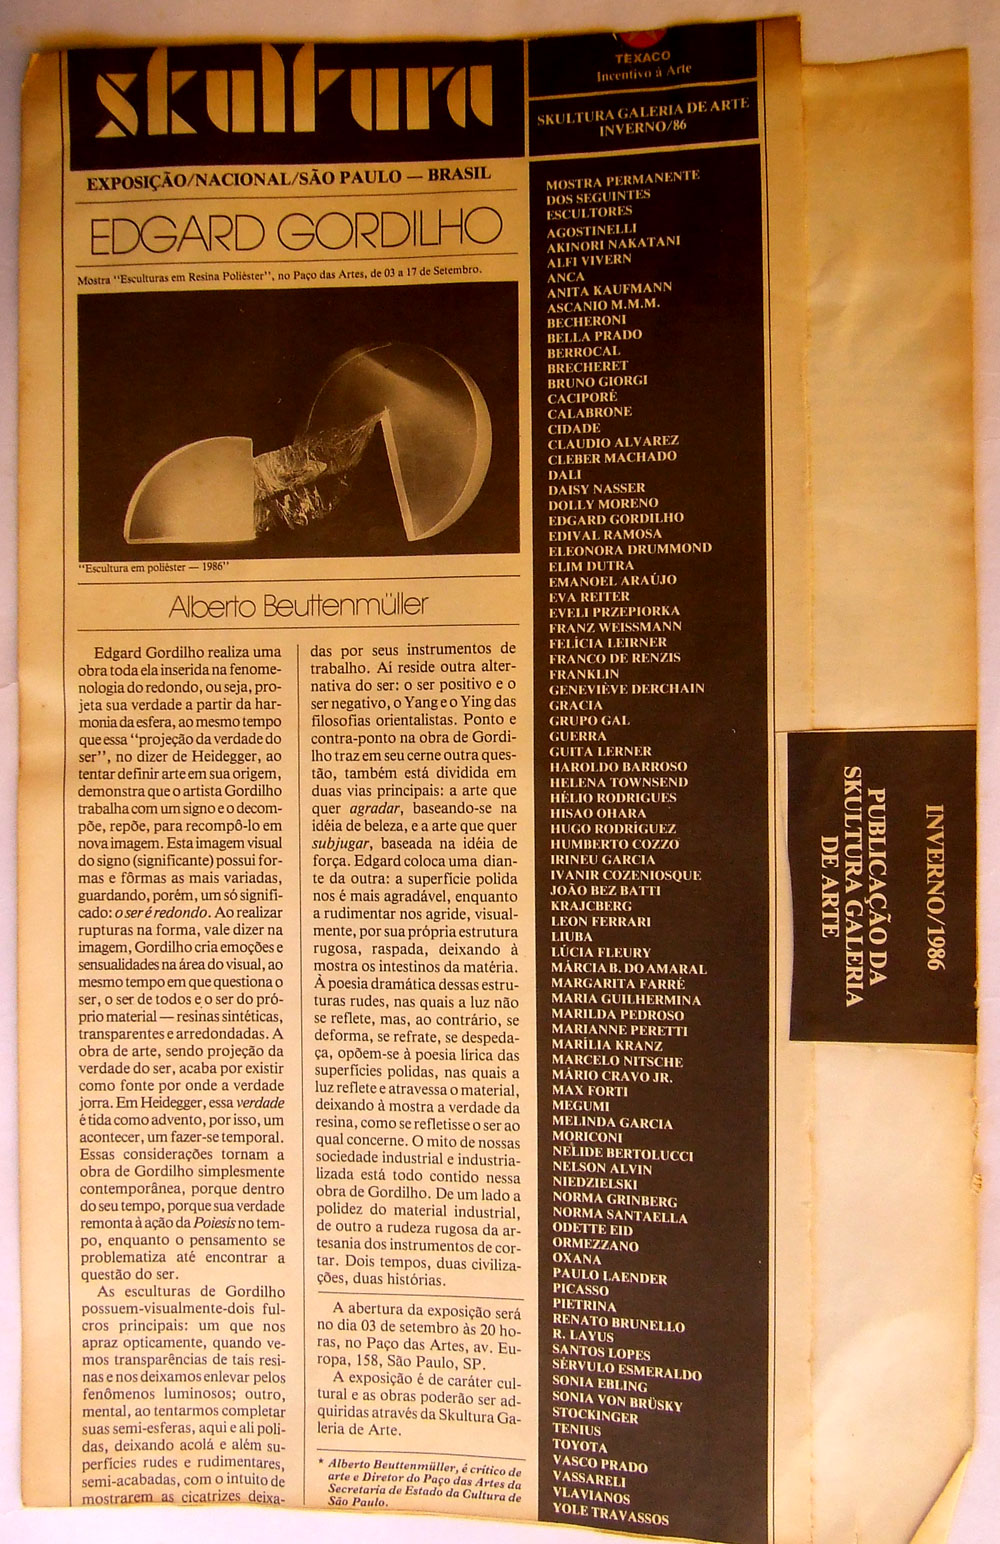 skultura
EXPOSIÇÃO/NACIONAL/SÃO PAULO — BRASIL
EDGARD GORDILHO
Mostra "Esculturas em Resina Poliéster", no Paço das Artes, de 03 a 17 de Setembro.
"Escultura em poliéster — 1986"
Alberto Beuttenmüller
Edgard Gordilho realiza uma
obra toda ela inserida na fenome-
nologia do redondo, ou seja, pro-
jeta sua verdade a partir da har-
monia da esfera, ao mesmo tempo
que essa "projeção da verdade do
ser", no dizer de Heidegger, ao
tentar definir arte em sua origem,
demonstra que o artista Gordilho
trabalha com um signo e o decom-
põe, repõe, para recompô-lo em
nova imagem. Esta imagem visual
do signo (significante) possui for-
mas e fôrmas as mais variadas,
guardando, porém, um só signifi-
cado: o ser é redondo. Ao realizar
rupturas na forma, vale dizer na
imagem, Gordilho cria emoções e
sensualidades na área do visual, ao
mesmo tempo em que questiona o
ser, o ser de todos e o ser do pró-
prio material — resinas sintéticas,
transparentes e arredondadas. A
obra de arte, sendo projeção da
verdade do ser, acaba por existir
como fonte por onde a verdade
jorra. Em Heidegger, essa verdade
é tida como advento, por isso, um
acontecer, um fazer-se temporal.
Essas considerações tornam a
obra de Gordilho simplesmente
contemporânea, porque dentro
do seu tempo, porque sua verdade
remonta à ação da Poiesis no tem-
po, enquanto o pensamento se
problematiza até encontrar a
questão do ser.
As esculturas de Gordilho
possuem-visualmente-dois ful-
cros principais: um que nos
apraz opticamente, quando ve-
mos transparências de tais resi-
nas e nos deixamos enlevar pelos
fenômenos luminosos; outro,
mental, ao tentarmos completar
suas semi-esferas, aqui e ali poli-
das, deixando acolá e além su-
perfícies rudes e rudimentares,
semi-acabadas, com o intuito de
mostrarem as cicatrizes deixa-
das por seus instrumentos de
trabalho. Aí reside outra alter-
nativa do ser: o ser positivo e o
ser negativo, o Yang e o Ying das
filosofias orientalistas. Ponto e
contra-ponto na obra de Gordi-
lho traz em seu cerne outra ques-
tão, também está dividida em
duas vias principais: a arte que
quer agradar, baseando-se na
idéia de beleza, e a arte que quer
subjugar, baseada na idéia de
força. Edgard coloca uma dian-
te da outra: a superfície polida
nos é mais agradável, enquanto
a rudimentar nos agride, visual-
mente, por sua própria estrutura
rugosa, raspada, deixando à
mostra os intestinos da matéria.
À poesia dramática dessas estru-
turas rudes, nas quais a luz não
se reflete, mas, ao contrário, se
deforma, se refrate, se despeda-
ça, opõem-se à poesia lírica das
superfícies polidas, nas quais a
luz reflete e atravessa o material,
deixando à mostra a verdade da
resina, como se refletisse o ser ao
qual concerne. O mito de nossas
sociedade industrial e industria-
lizada está todo contido nessa
obra de Gordilho. De um lado a
polidez do material industrial,
de outro a rudeza rugosa da ar-
tesania dos instrumentos de cor-
tar. Dois tempos, duas civiliza-
ções, duas histórias.
A abertura da exposição será
no dia 03 de setembro às 20 ho-
ras, no Paço das Artes, av. Eu-
ropa, 158, São Paulo, SP.
A exposição é de caráter cul-
tural e as obras poderão ser ad-
quiridas através da Skultura Ga-
leria de Arte.
* Alberto Beuttenmüller, é crítico de
arte e Diretor do Paço das Artes da
Secretaria de Estado da Cultura de
São Paulo.
TEXACO
Incentivo à Arte
SKULTURA GALERIA DE ARTE
INVERNO/86
MOSTRA PERMANENTE
DOS SEGUINTES
ESCULTORES
AGOSTINELLI
AKINORI NAKATANI
ALFI VIVERN
ANCA
ANITA KAUFMANN
ASCANIO M.M.M.
BECHERONI
BELLA PRADO
BERROCAL
BRECHERET
BRUNO GIORGI
CACIPORÉ
CALABRONE
CIDADE
CLAUDIO ALVAREZ
CLEBER MACHADO
DALI
DAISY NASSER
DOLLY MORENO
EDGARD GORDILHO
EDIVAL RAMOSA
ELEONORA DRUMMOND
ELIM DUTRA
EMANOEL ARAÚJO
EVA REITER
EVELI PRZEPIORKA
FRANZ WEISSMANN
FELÍCIA LEIRNER
FRANCO DE RENZIS
FRANKLIN
GENEVIÈVE DERCHAIN
GRACIA
GRUPO GAL
GUERRA
GUITA LERNER
HAROLDO BARROSO
HELENA TOWNSEND
HÉLIO RODRIGUES
HISAO OHARA
HUGO RODRÍGUEZ
HUMBERTO COZZO
IRINEU GARCIA
IVANIR COZENIOSQUE
JOÃO BEZ BATTI
KRAJCBERG
LEON FERRARI
LIUBA
LÚCIA FLEURY
MÁRCIA B. DO AMARAL
MARGARITA FARRÉ
MARIA GUILHERMINA
MARILDA PEDROSO
MARIANNE PERETTI
MARÍLIA KRANZ
MARCELO NITSCHE
MÁRIO CRAVO JR.
MAX FORTI
MEGUMI
MELINDA GARCIA
MORICONI
NÉLIDE BERTOLUCCI
NELSON ALVIN
NIEDZIELSKI
NORMA GRINBERG
NORMA SANTAELLA
ODETTE EID
ORMEZZANO
OXANA
PAULO LAENDER
PICASSO
PIETRINA
RENATO BRUNELLO
R. LAYUS
SANTOS LOPES
SÉRVULO ESMERALDO
SONIA EBLING
SONIA VON BRÜSKY
STOCKINGER
TENIUS
TOYOTA
VASCO PRADO
VASSARELI
VLAVIANOS
YOLE TRAVASSOS
INVERNO/1986
PUBLICAÇÃO DA
SKULTURA GALERIA
DE ARTE